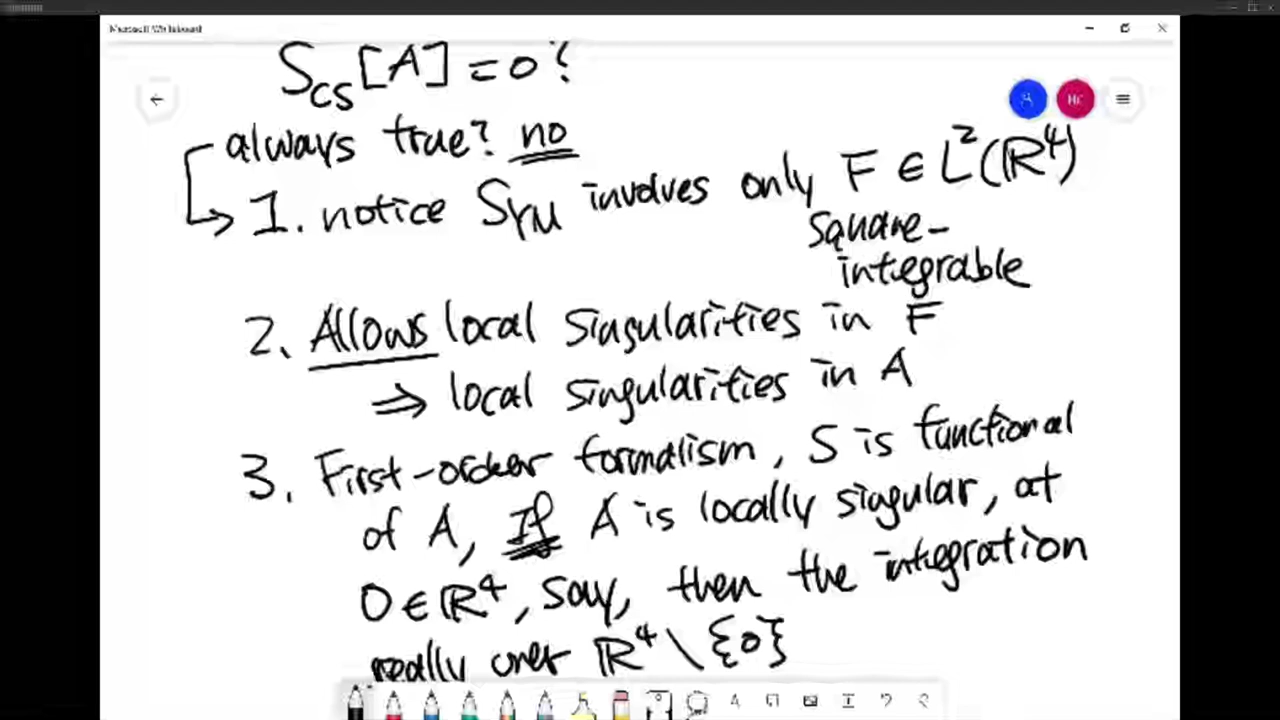 Microsoft Whiteboard
S_CS[A] = 0?
always true? no
1. notice S_YM involves only F ∈ L²(ℝ⁴)
square-
integrable
2. Allows local singularities in F
⇒ local singularities in A
3. First-order formalism, S is functional
of A, If A is locally singular, at
0 ∈ ℝ⁴, say, then the integration
really over ℝ⁴ \ {0}